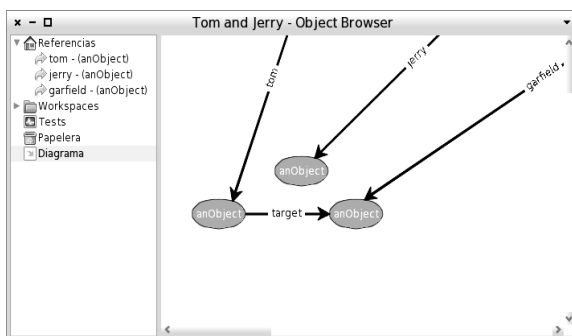 Tom and Jerry - Object Browser
Referencias
tom - (anObject)
jerry - (anObject)
garfield - (anObject)
Workspaces
Tests
Papelera
Diagrama
tom
jerry
garfield
anObject
anObject
target
anObject